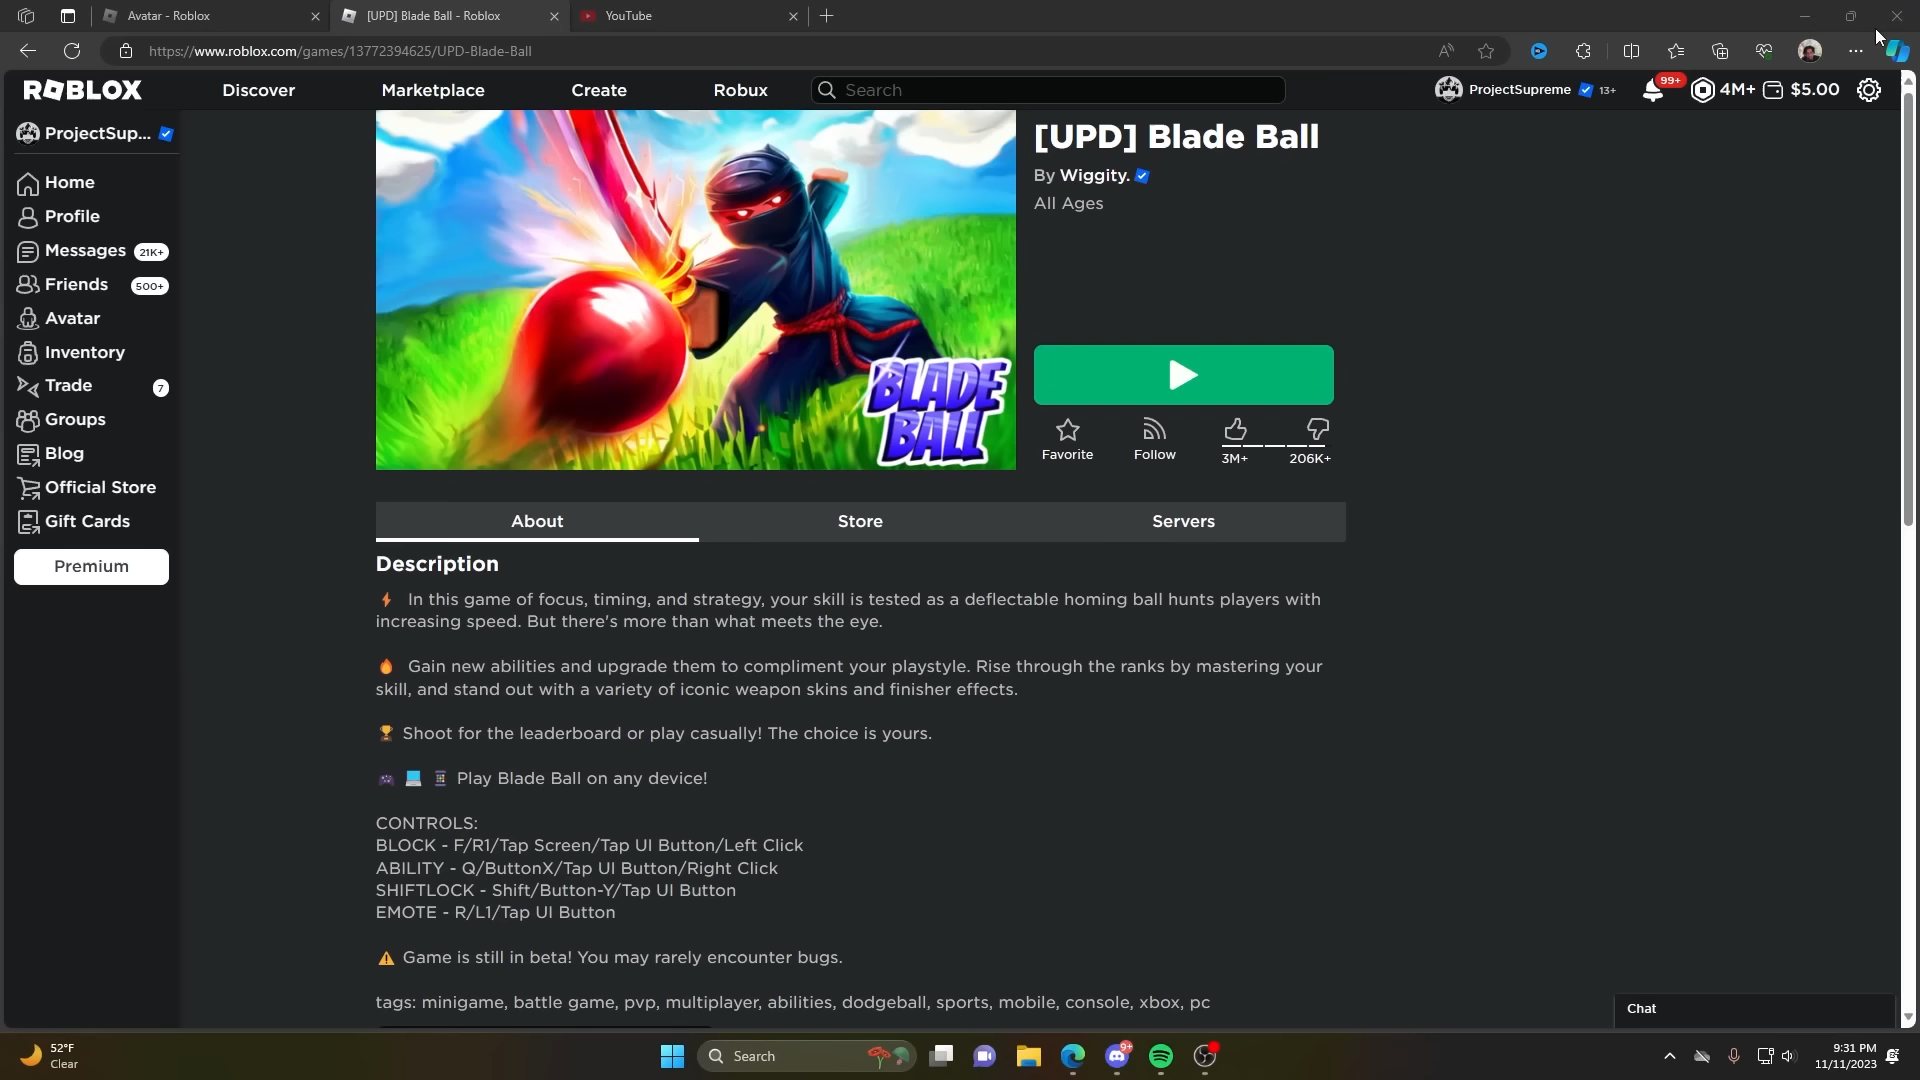 Avatar - Roblox
[UPD] Blade Ball - Roblox
YouTube
https://www.roblox.com/games/13772394625/UPD-Blade-Ball
ROBLOX
Discover
Marketplace
Create
Robux
Search
ProjectSupreme
13+
99+
4M+
$5.00
ProjectSup...
Home
Profile
Messages 21K+
Friends 500+
Avatar
Inventory
Trade 7
Groups
Blog
Official Store
Gift Cards
Premium
BLADE
BALL
[UPD] Blade Ball
By Wiggity.
All Ages
Favorite
Follow
3M+
206K+
About
Store
Servers
Description
In this game of focus, timing, and strategy, your skill is tested as a deflectable homing ball hunts players with
increasing speed. But there's more than what meets the eye.
Gain new abilities and upgrade them to compliment your playstyle. Rise through the ranks by mastering your
skill, and stand out with a variety of iconic weapon skins and finisher effects.
Shoot for the leaderboard or play casually! The choice is yours.
Play Blade Ball on any device!
CONTROLS:
BLOCK - F/R1/Tap Screen/Tap UI Button/Left Click
ABILITY - Q/ButtonX/Tap UI Button/Right Click
SHIFTLOCK - Shift/Button-Y/Tap UI Button
EMOTE - R/L1/Tap UI Button
Game is still in beta! You may rarely encounter bugs.
tags: minigame, battle game, pvp, multiplayer, abilities, dodgeball, sports, mobile, console, xbox, pc
Chat
52°F
Clear
Search
9+
9:31 PM
11/11/2023